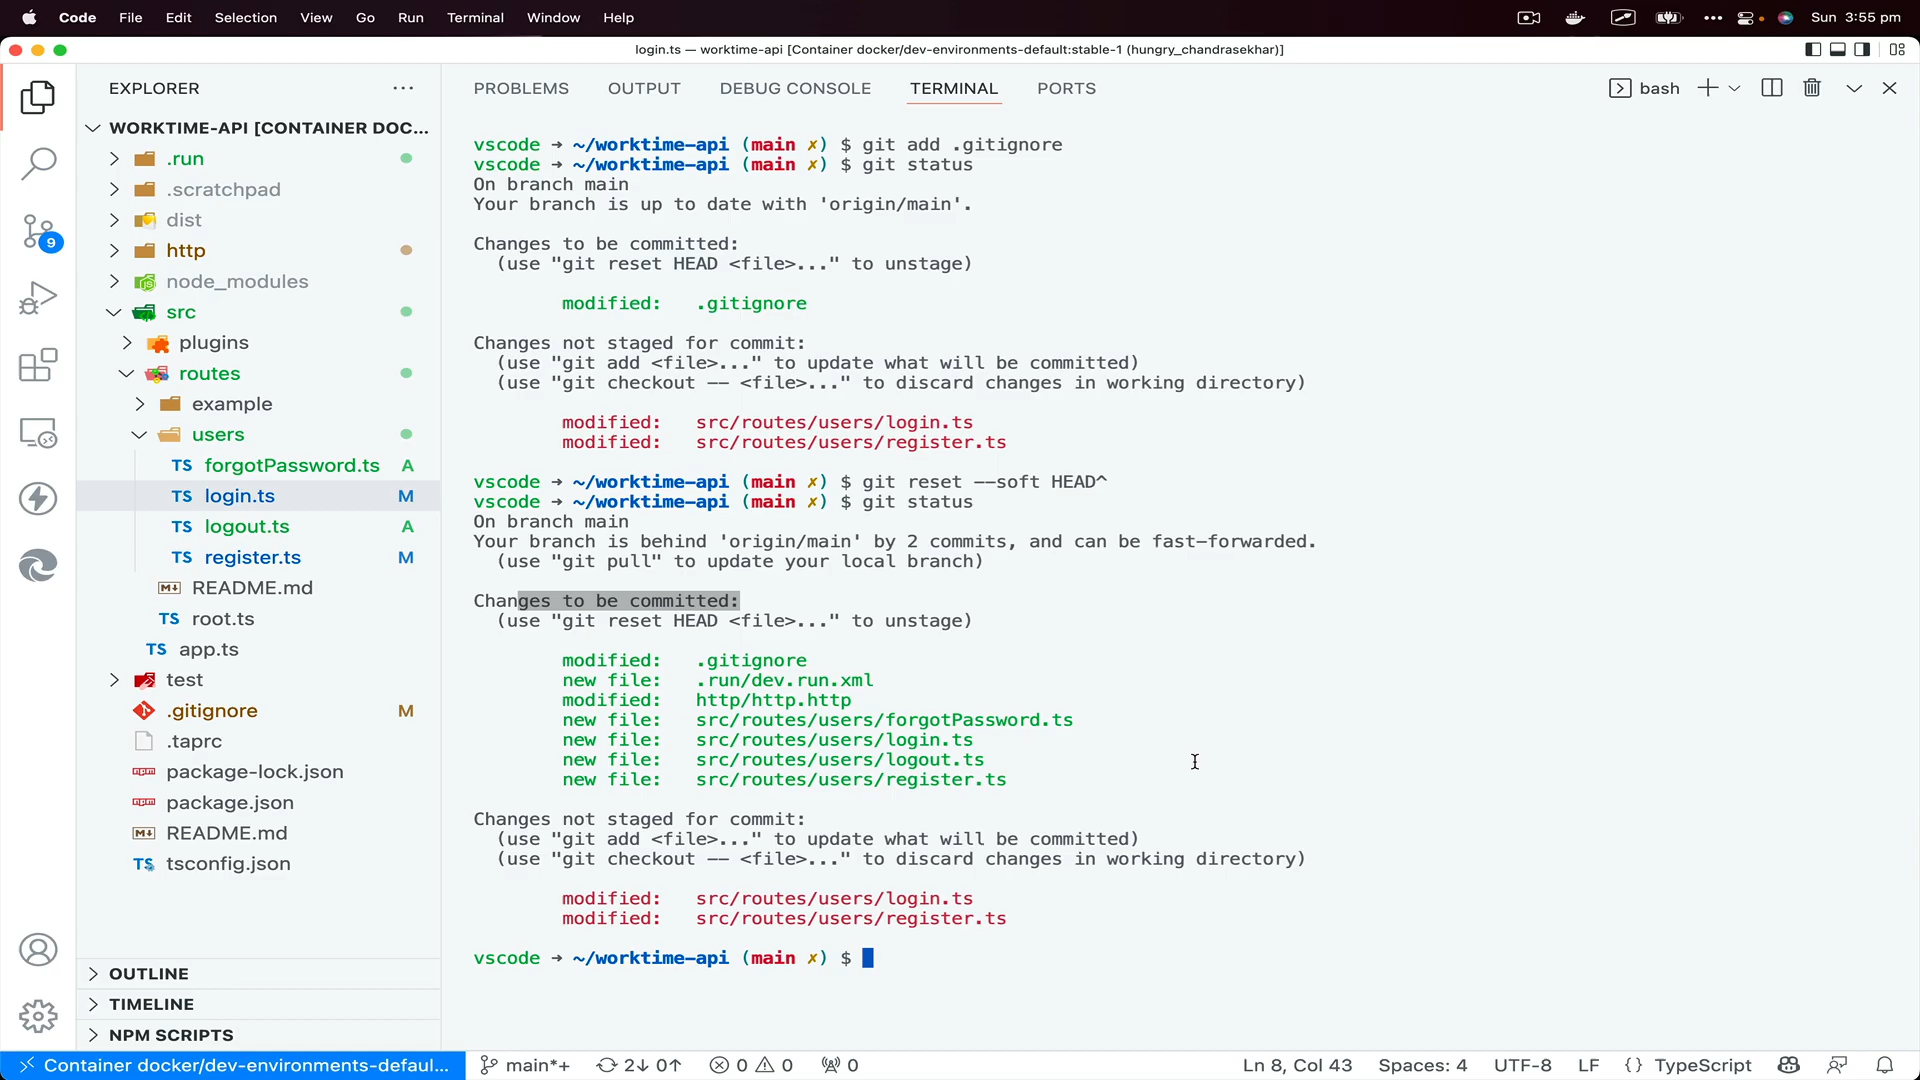 Code File Edit Selection View Go Run Terminal Window Help Sun 3:55 pm
login.ts — worktime-api [Container docker/dev-environments-default:stable-1 (hungry_chandrasekhar)]
EXPLORER
WORKTIME-API [CONTAINER DOC...
.run
.scratchpad
dist
http
node_modules
src
plugins
routes
example
users
TS forgotPassword.ts A
TS login.ts M
TS logout.ts A
TS register.ts M
README.md
TS root.ts
TS app.ts
test
.gitignore M
.taprc
package-lock.json
package.json
README.md
TS tsconfig.json
OUTLINE
TIMELINE
NPM SCRIPTS
9
PROBLEMS OUTPUT DEBUG CONSOLE TERMINAL PORTS bash
vscode → ~/worktime-api (main ✗) $ git add .gitignore
vscode → ~/worktime-api (main ✗) $ git status
On branch main
Your branch is up to date with 'origin/main'.
Changes to be committed:
(use "git reset HEAD <file>..." to unstage)
modified: .gitignore
Changes not staged for commit:
(use "git add <file>..." to update what will be committed)
(use "git checkout -- <file>..." to discard changes in working directory)
modified: src/routes/users/login.ts
modified: src/routes/users/register.ts
vscode → ~/worktime-api (main ✗) $ git reset --soft HEAD^
vscode → ~/worktime-api (main ✗) $ git status
On branch main
Your branch is behind 'origin/main' by 2 commits, and can be fast-forwarded.
(use "git pull" to update your local branch)
Changes to be committed:
(use "git reset HEAD <file>..." to unstage)
modified: .gitignore
new file: .run/dev.run.xml
modified: http/http.http
new file: src/routes/users/forgotPassword.ts
new file: src/routes/users/login.ts
new file: src/routes/users/logout.ts
new file: src/routes/users/register.ts
Changes not staged for commit:
(use "git add <file>..." to update what will be committed)
(use "git checkout -- <file>..." to discard changes in working directory)
modified: src/routes/users/login.ts
modified: src/routes/users/register.ts
vscode → ~/worktime-api (main ✗) $
Container docker/dev-environments-defaul... main*+ 2↓ 0↑ 0 0 0 Ln 8, Col 43 Spaces: 4 UTF-8 LF {} TypeScript